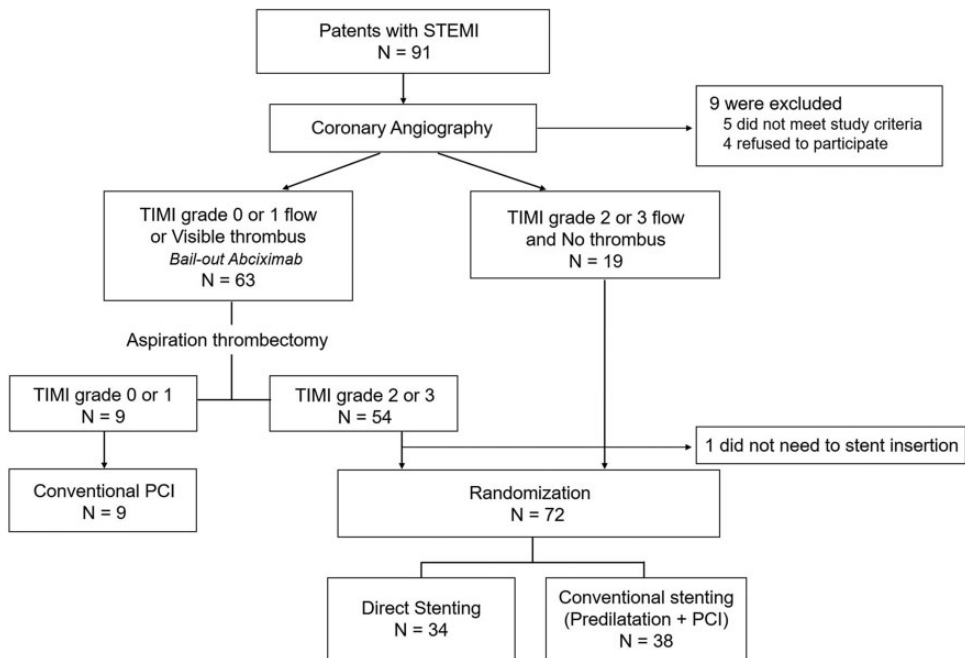 Patents with STEMI
N = 91
Coronary Angiography
9 were excluded
5 did not meet study criteria
4 refused to participate
TIMI grade 0 or 1 flow
or Visible thrombus
Bail-out Abciximab
N = 63
TIMI grade 2 or 3 flow
and No thrombus
N = 19
Aspiration thrombectomy
TIMI grade 0 or 1
N = 9
TIMI grade 2 or 3
N = 54
1 did not need to stent insertion
Conventional PCI
N = 9
Randomization
N = 72
Direct Stenting
N = 34
Conventional stenting
(Predilatation + PCI)
N = 38